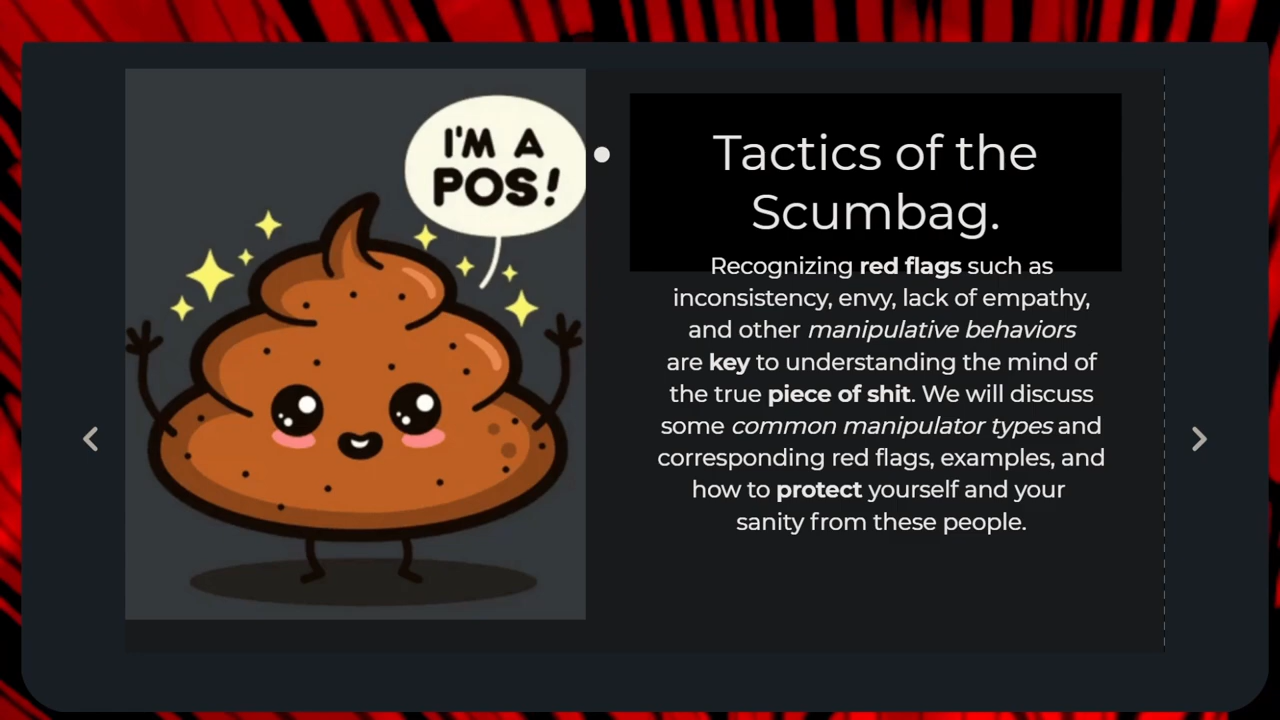 I'M A
POS!
Tactics of the
Scumbag.
Recognizing red flags such as
inconsistency, envy, lack of empathy,
and other manipulative behaviors
are key to understanding the mind of
the true piece of shit. We will discuss
some common manipulator types and
corresponding red flags, examples, and
how to protect yourself and your
sanity from these people.